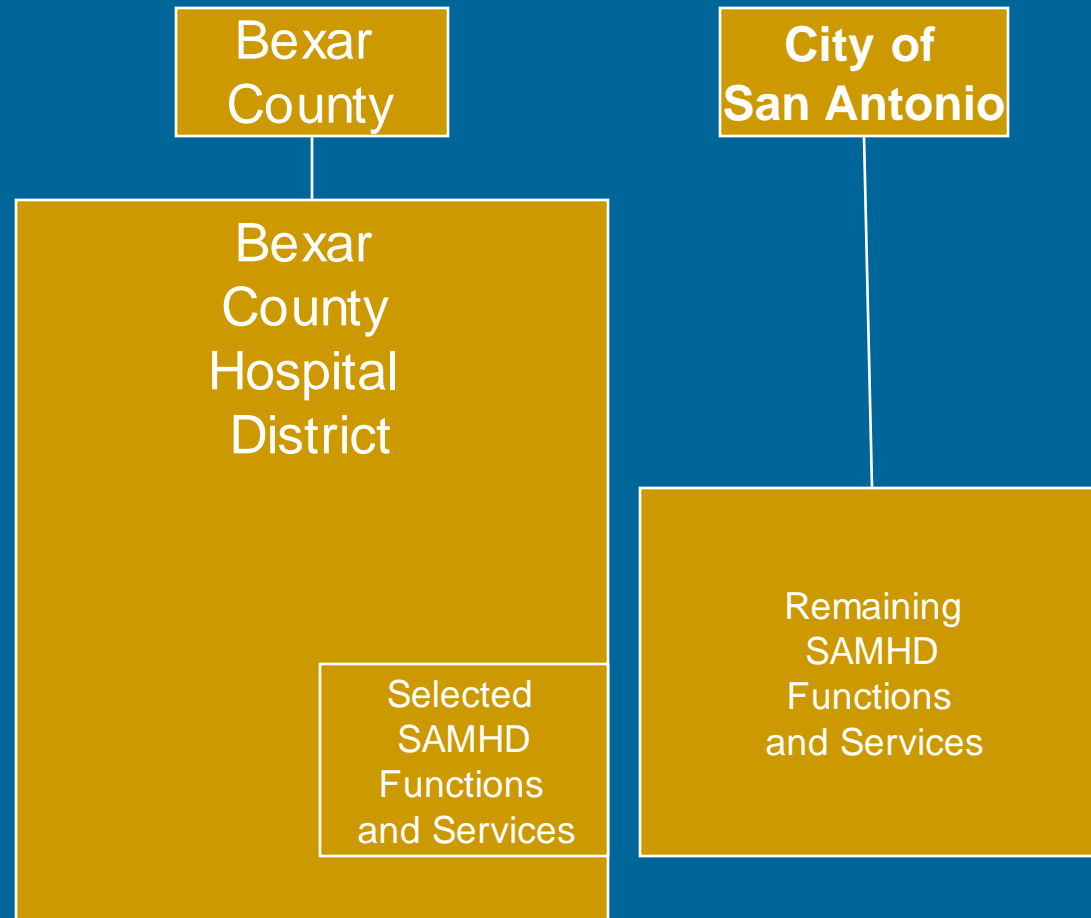 Bexar
County
City of
San Antonio
Bexar
County
Hospital
District
Selected
SAMHD
Functions
and Services
Remaining
SAMHD
Functions
and Services